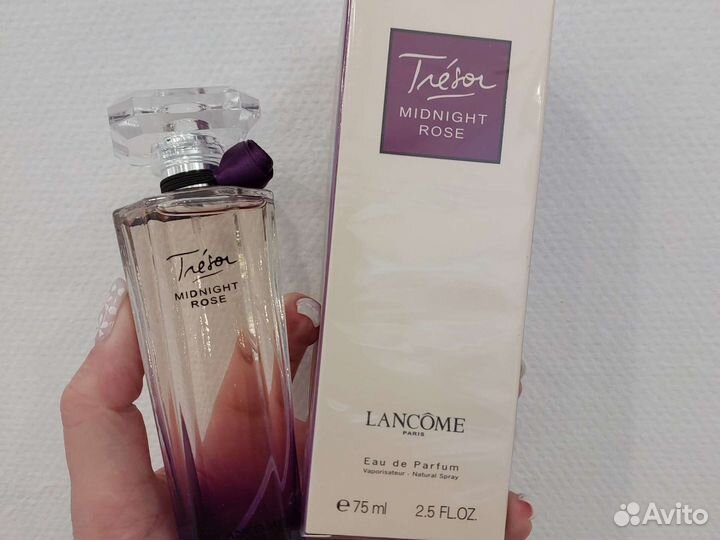 Trésor
MIDNIGHT
ROSE
Trésor
MIDNIGHT
ROSE
LANCÔME
PARIS
Eau de Parfum
Vaporisateur - Natural Spray
e 75 ml 2.5 FL.OZ.
Avito